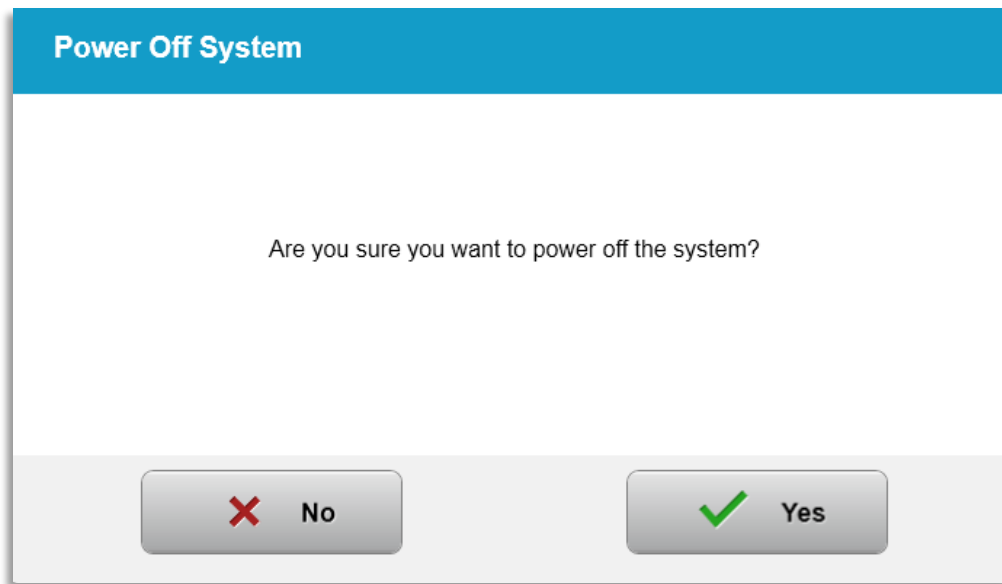 Power Off System
Are you sure you want to power off the system?
No
Yes